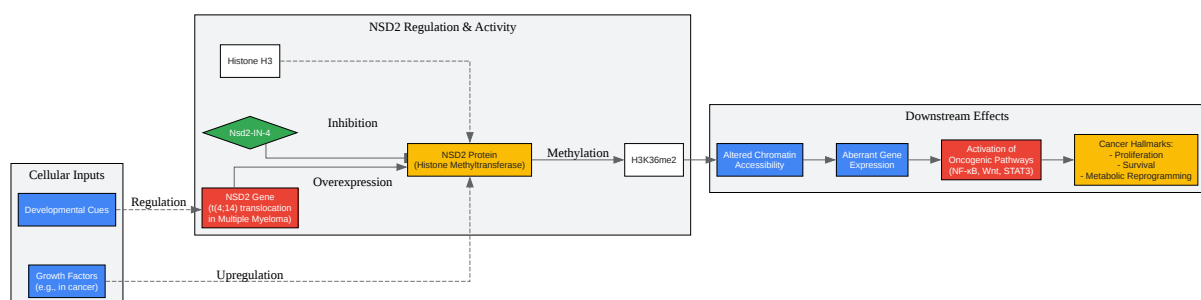 NSD2 Regulation & Activity
Histone H3
Nsd2-IN-4
Inhibition
NSD2 Protein
(Histone Methyltransferase)
Methylation
H3K36me2
Overexpression
NSD2 Gene
(t(4;14) translocation
in Multiple Myeloma)
Cellular Inputs
Developmental Cues
Regulation
Growth Factors
(e.g., in cancer)
Upregulation
Downstream Effects
Altered Chromatin
Accessibility
Aberrant Gene
Expression
Activation of
Oncogenic Pathways
(NF-κB, Wnt, STAT3)
Cancer Hallmarks:
- Proliferation
- Survival
- Metabolic Reprogramming